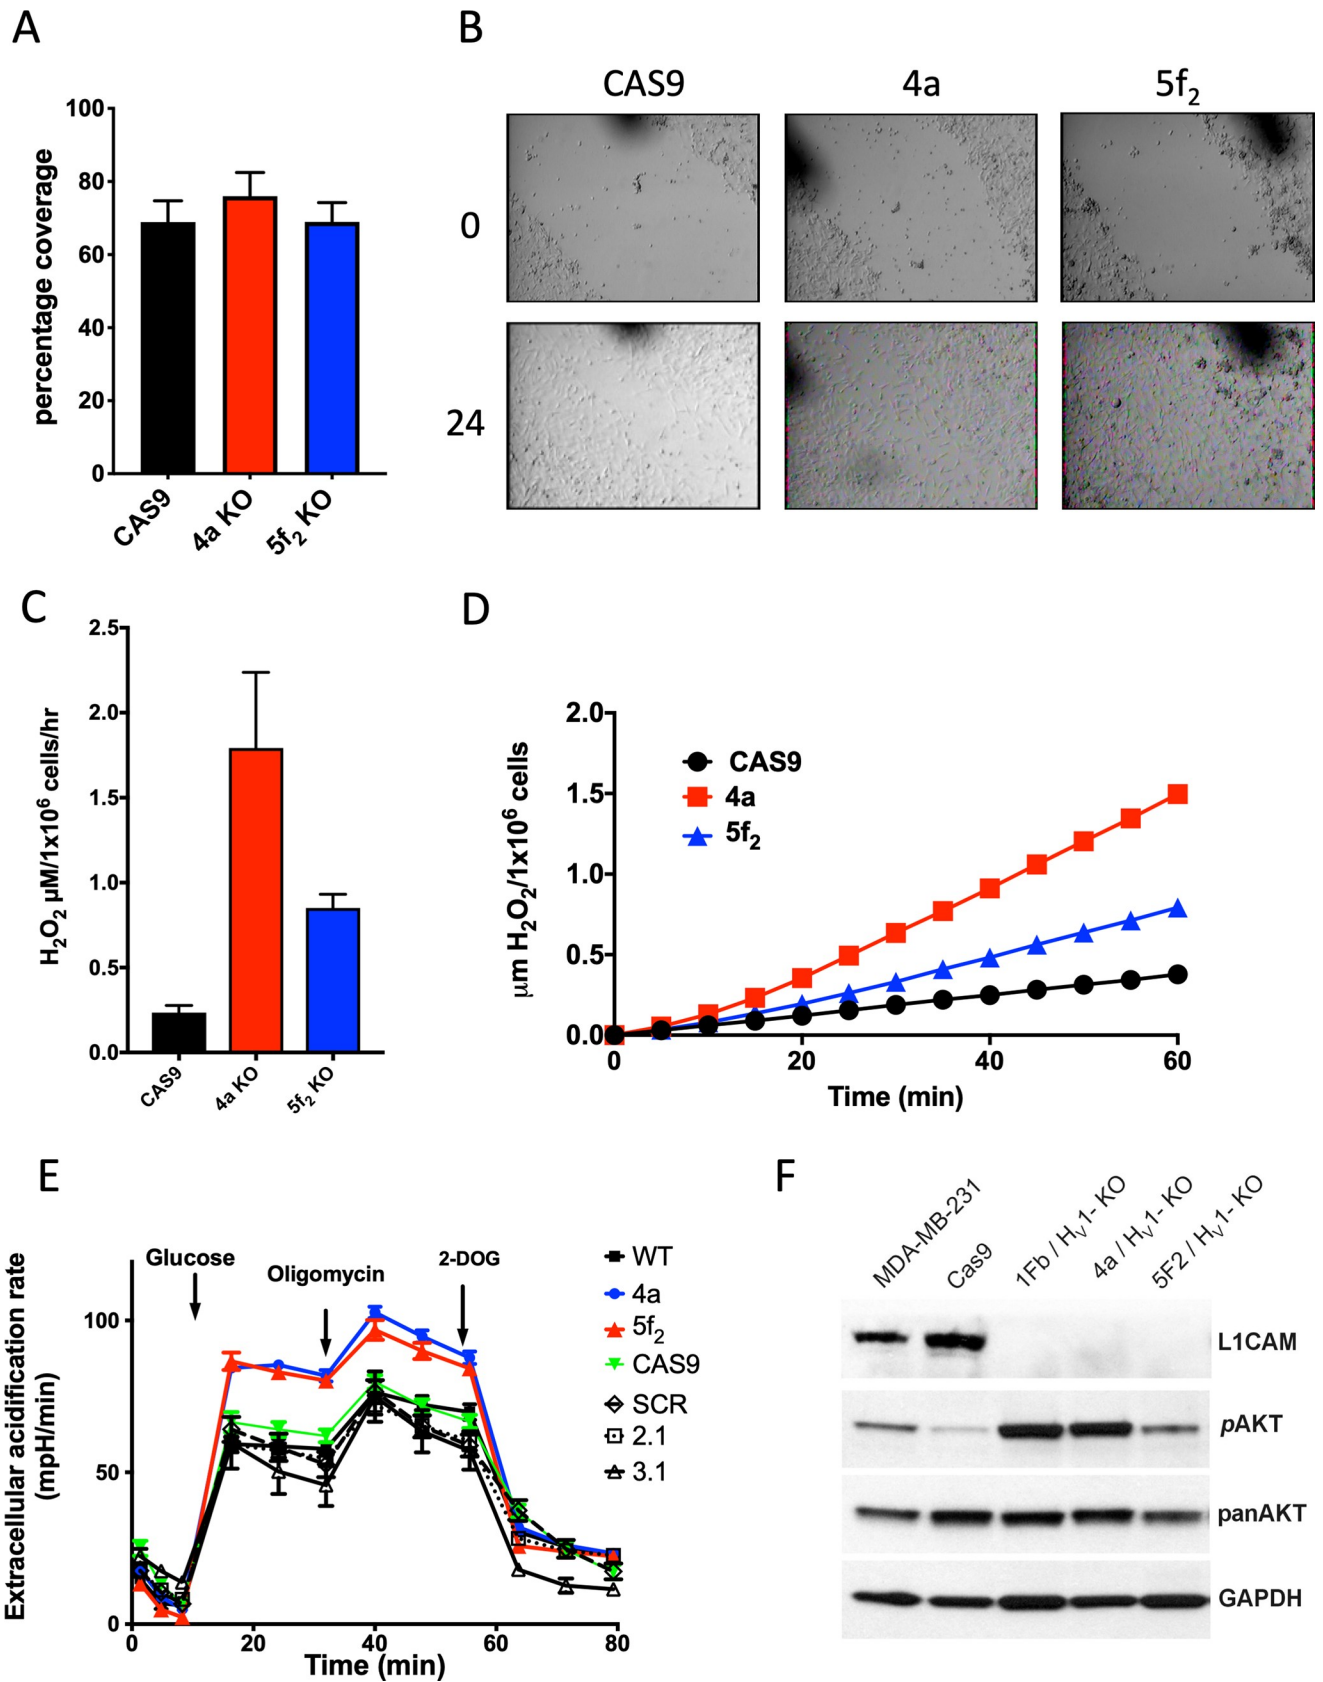 A
percentage coverage
100
80
60
40
20
0
CAS9
4a KO
5f₂ KO
B
CAS9 4a 5f₂
0
24
C
H₂O₂ µM/1x10⁶ cells/hr
2.5
2.0
1.5
1.0
0.5
0.0
CAS9
4a KO
5f₂ KO
D
µm H₂O₂/1x10⁶ cells
2.0
1.5
1.0
0.5
0.0
CAS9
4a
5f₂
0 20 40 60
Time (min)
E
Extracellular acidification rate
(mpH/min)
100
50
0
Glucose
Oligomycin
2-DOG
WT
4a
5f₂
CAS9
SCR
2.1
3.1
0 20 40 60 80
Time (min)
F
MDA-MB-231
Cas9
1Fb / Hᵥ1- KO
4a / Hᵥ1- KO
5F2 / Hᵥ1- KO
L1CAM
pAKT
panAKT
GAPDH